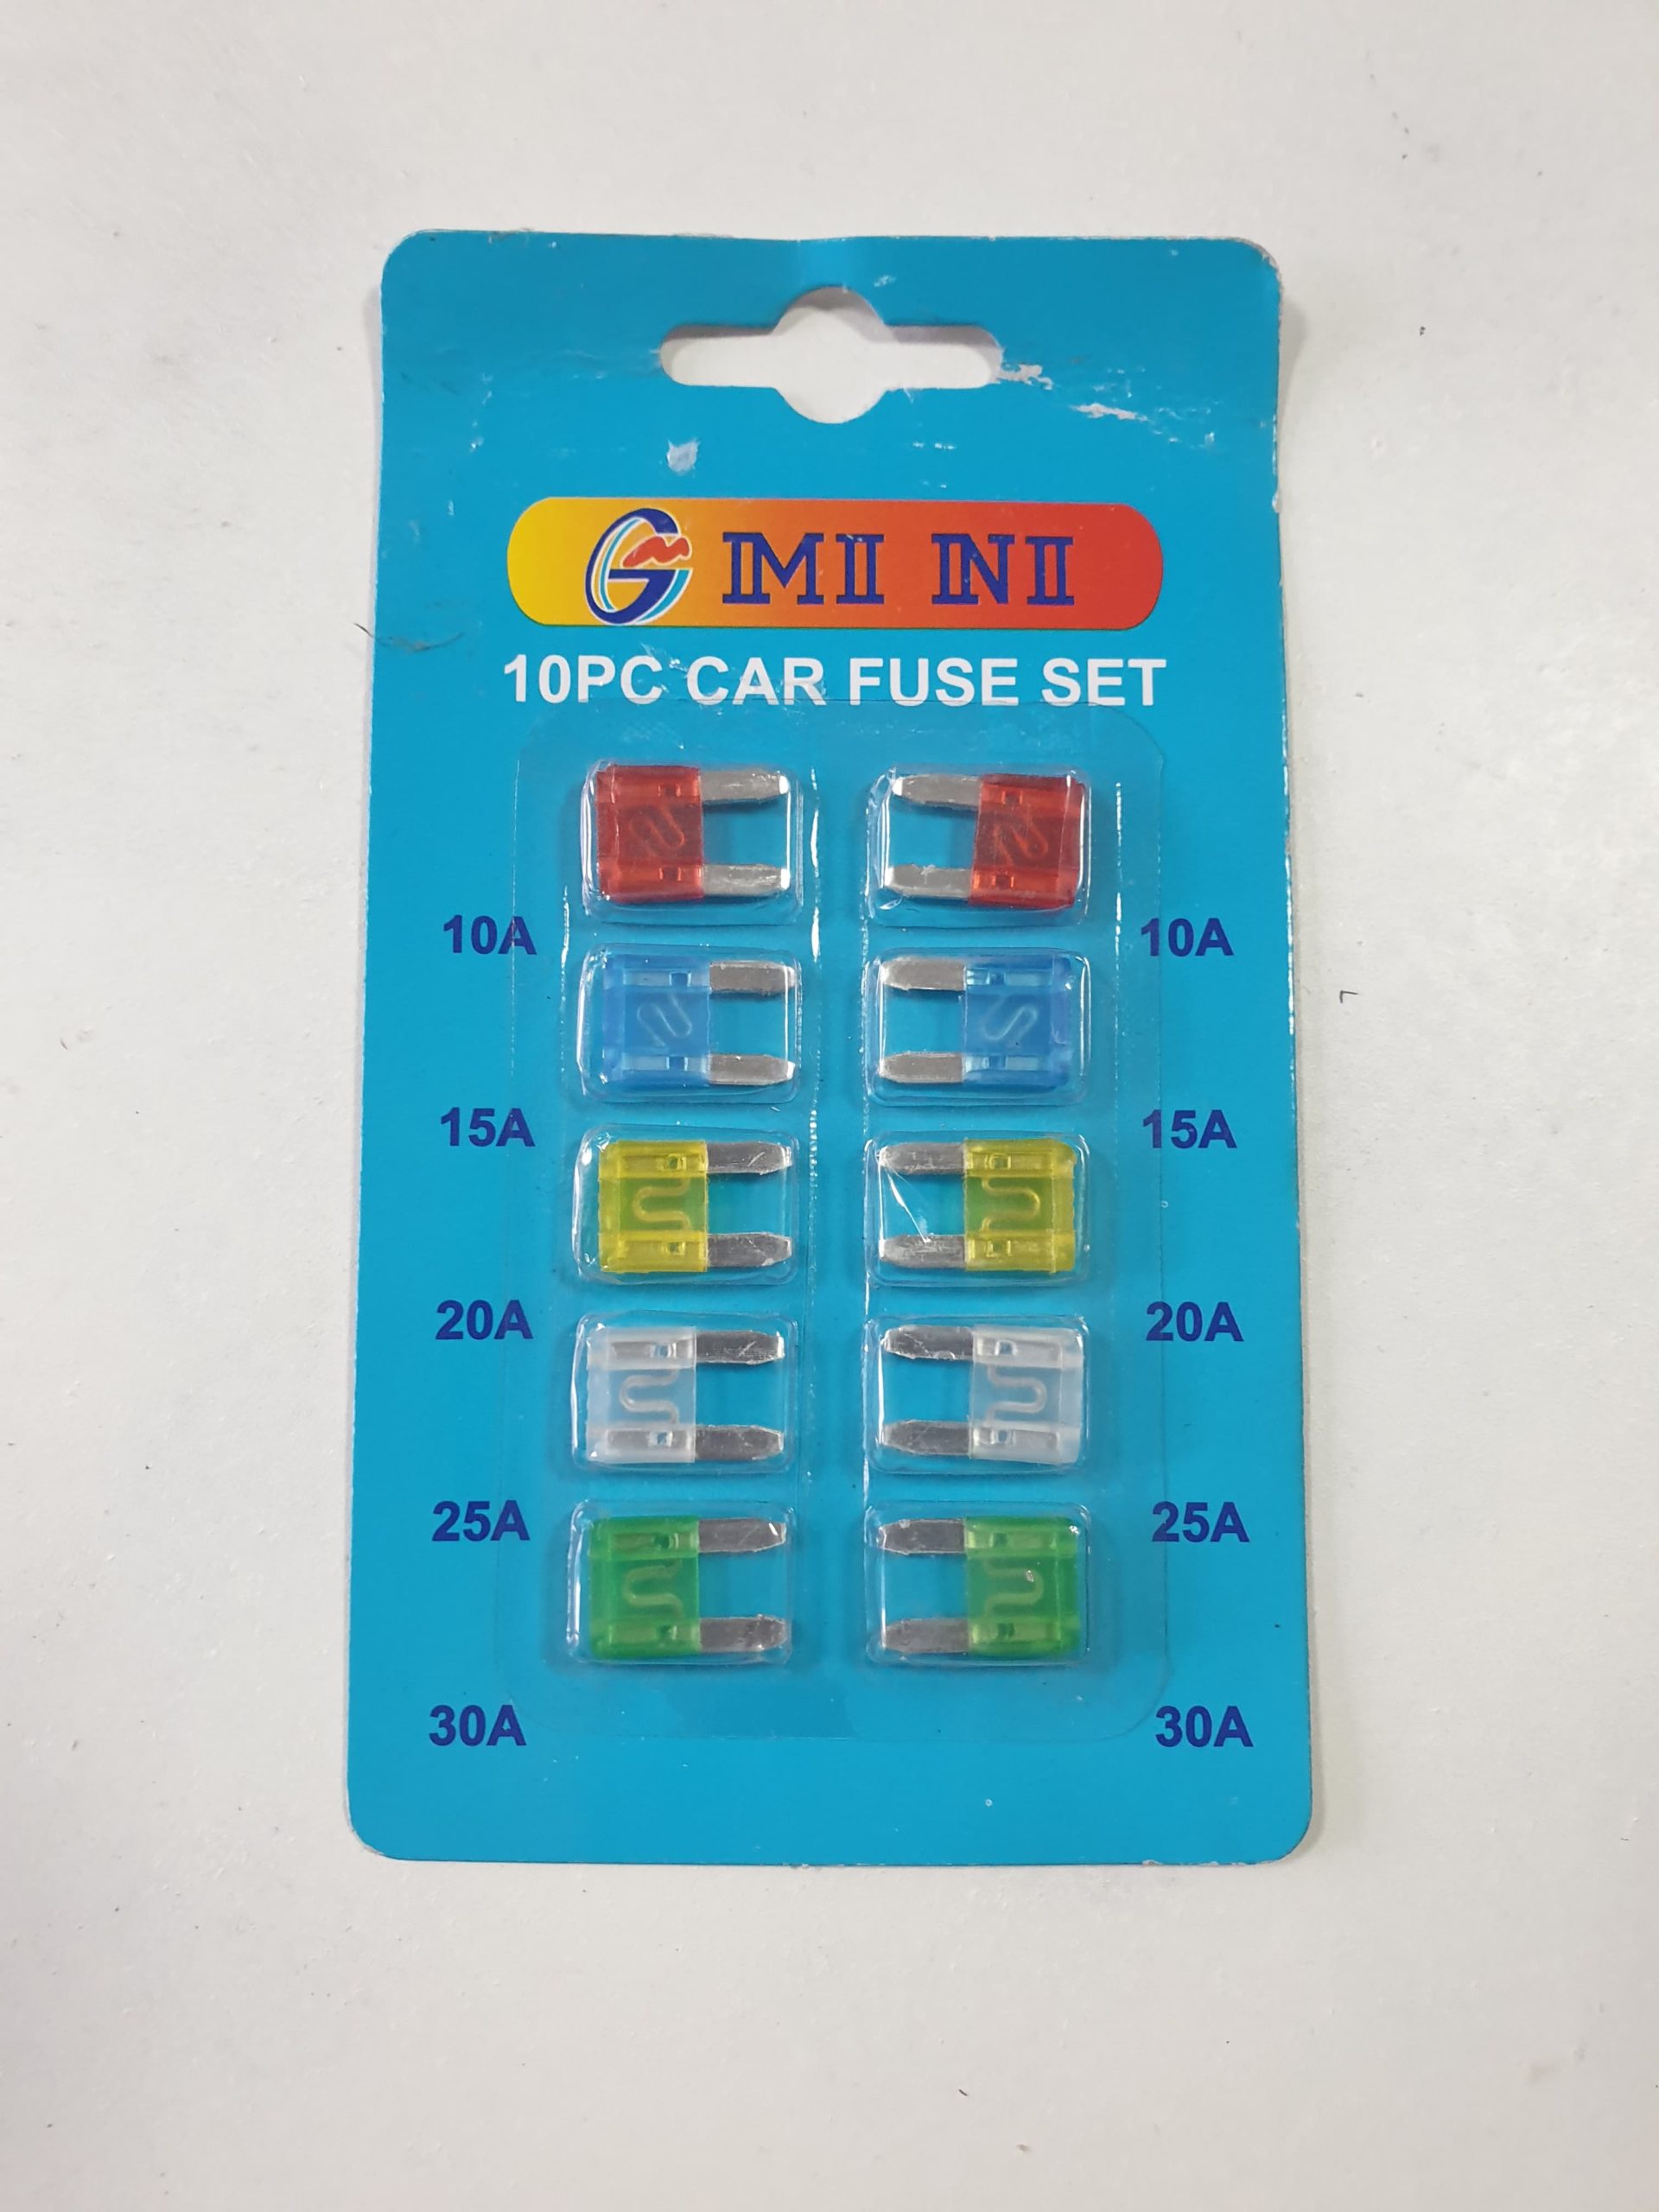 G MINI
10PC CAR FUSE SET
10A 10A
15A 15A
20A 20A
25A 25A
30A 30A